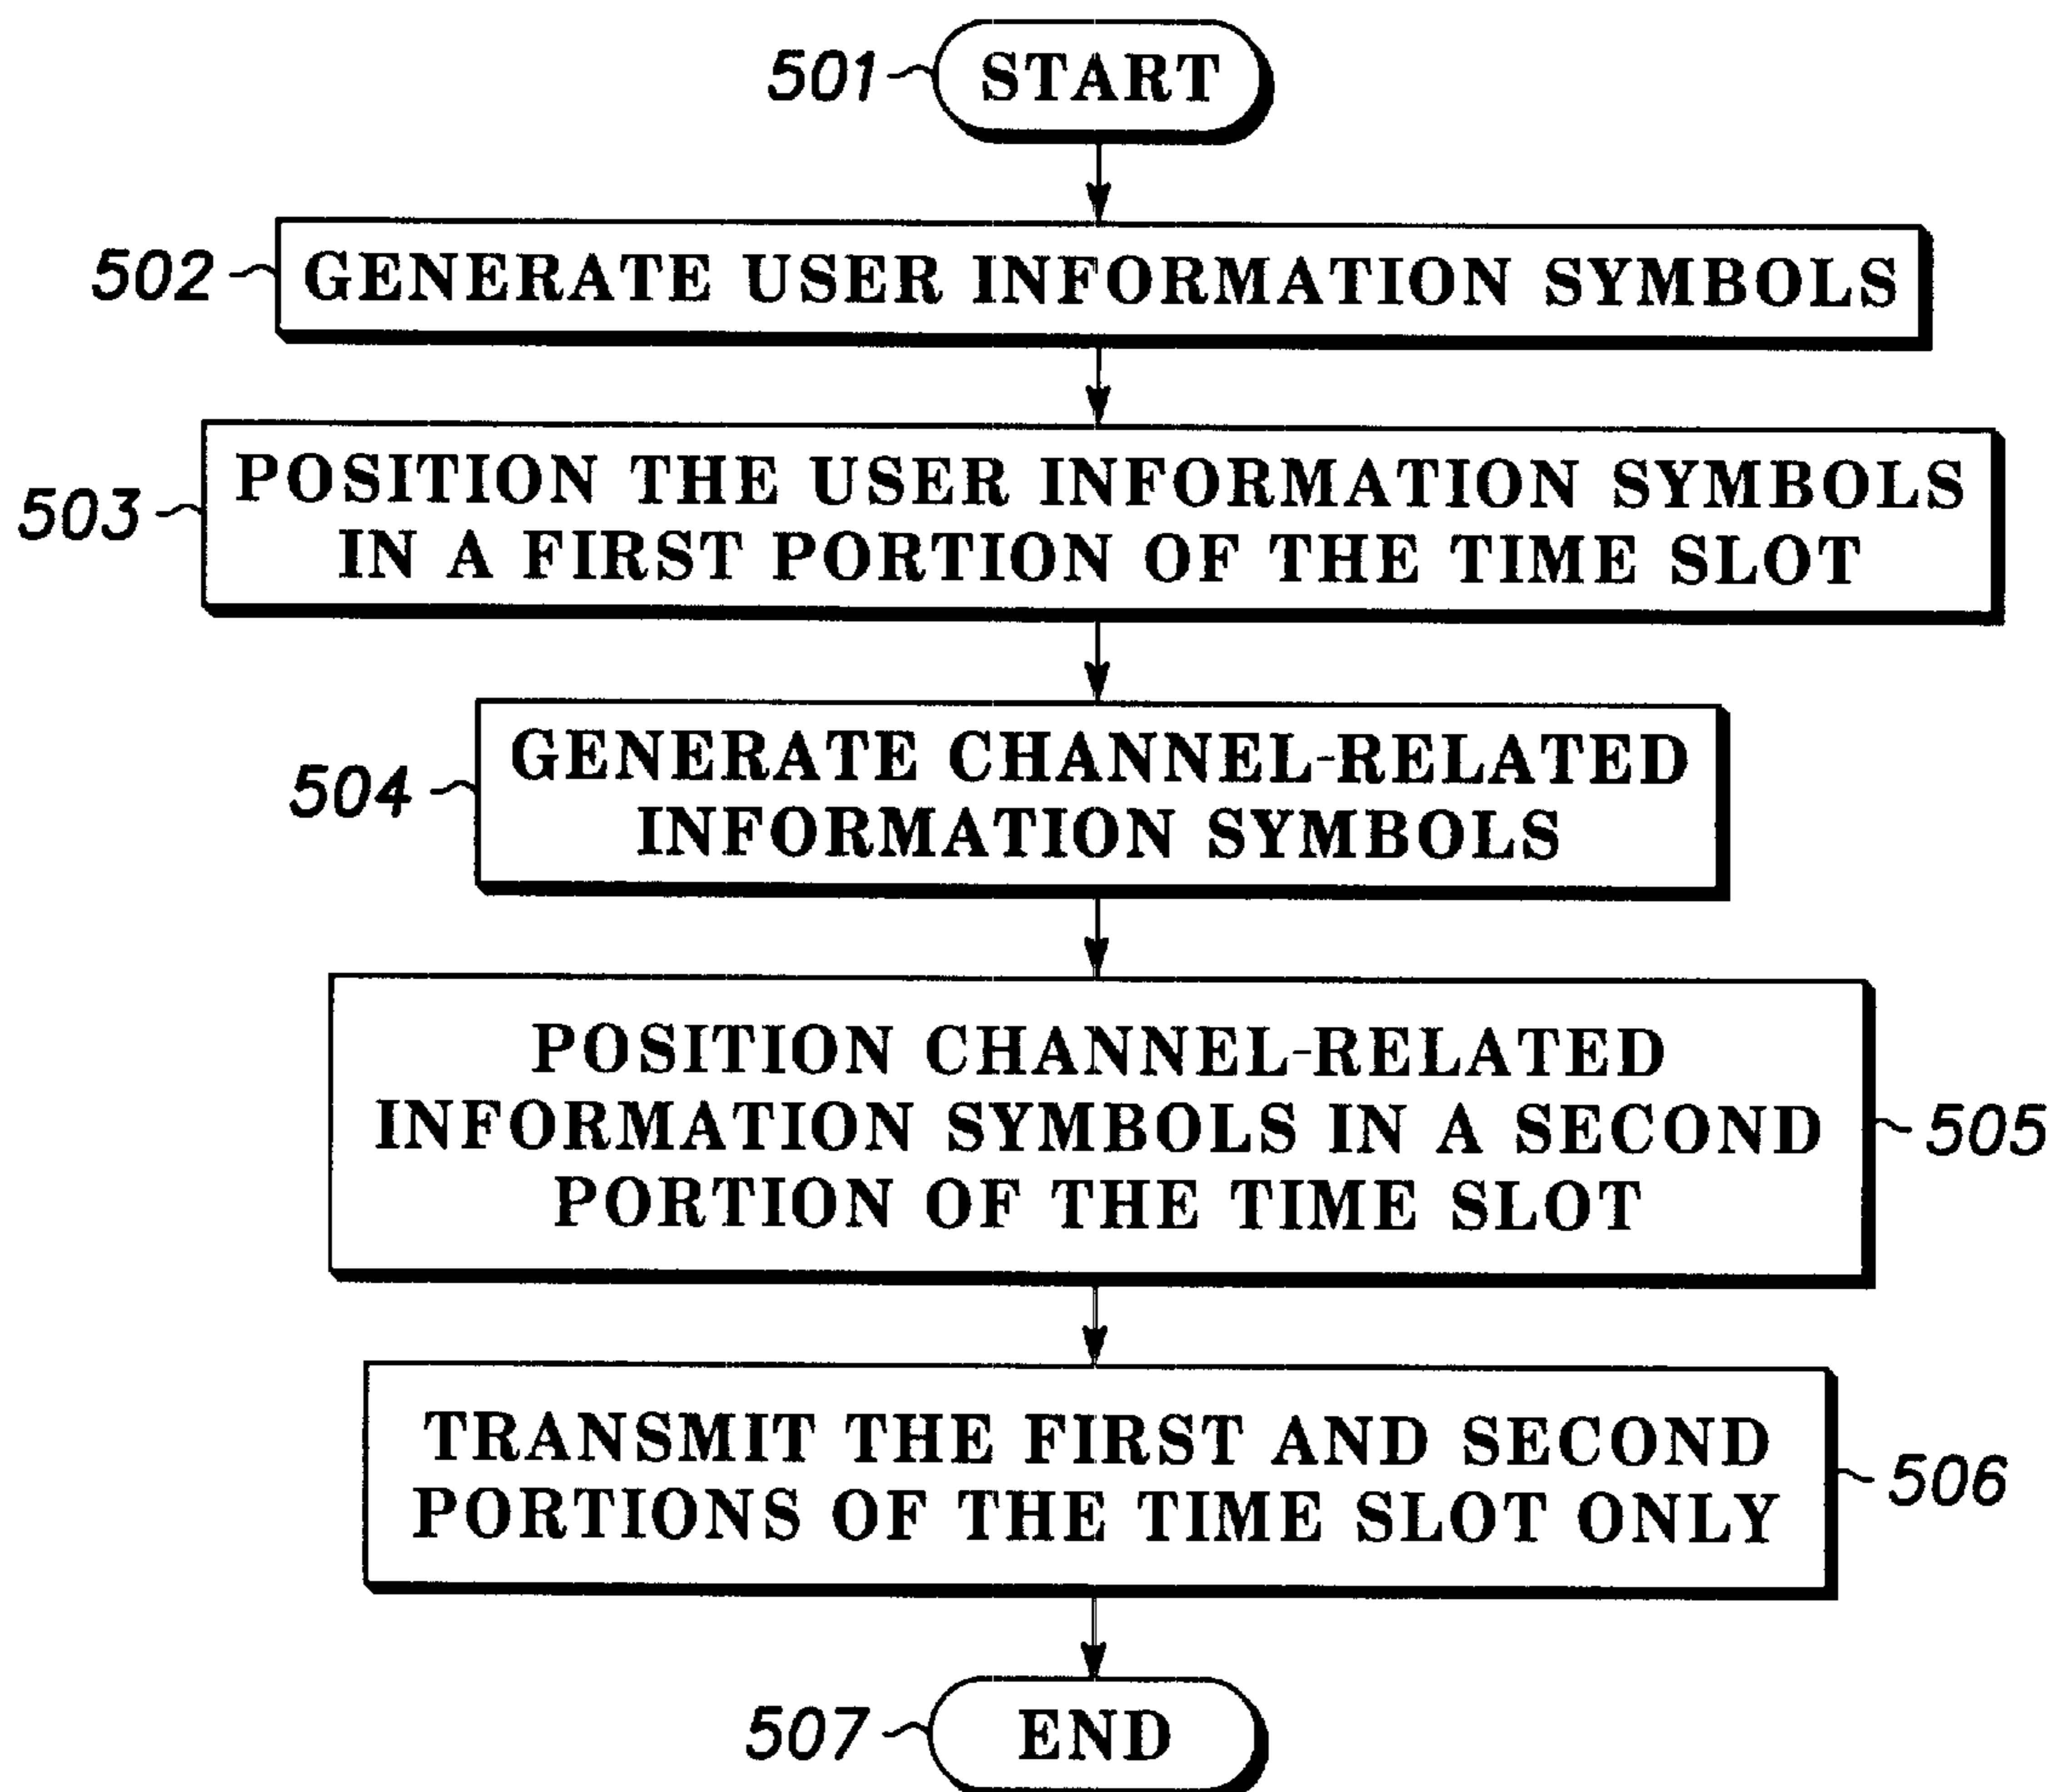 501
START
502
GENERATE USER INFORMATION SYMBOLS
503
POSITION THE USER INFORMATION SYMBOLS
IN A FIRST PORTION OF THE TIME SLOT
504
GENERATE CHANNEL-RELATED
INFORMATION SYMBOLS
POSITION CHANNEL-RELATED
INFORMATION SYMBOLS IN A SECOND
PORTION OF THE TIME SLOT
505
TRANSMIT THE FIRST AND SECOND
PORTIONS OF THE TIME SLOT ONLY
506
507
END